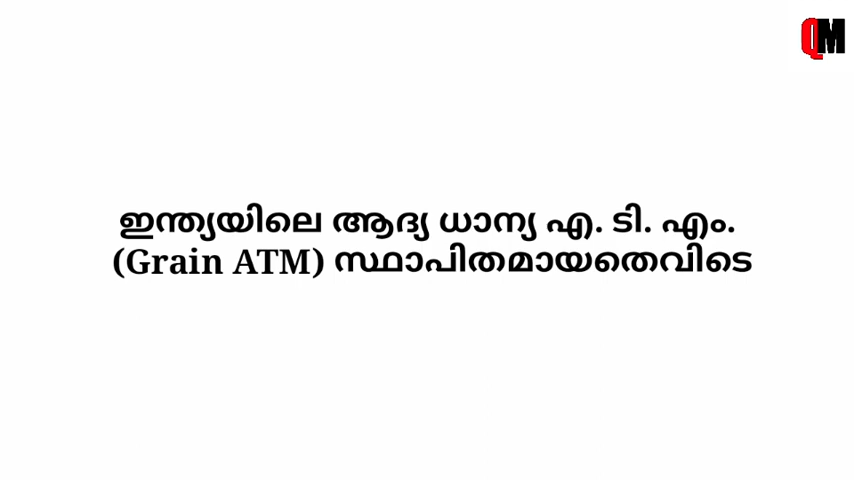 QM
ഇന്ത്യയിലെ ആദ്യ ധാന്യ എ. ടി. എം.
(Grain ATM) സ്ഥാപിതമായതെവിടെ